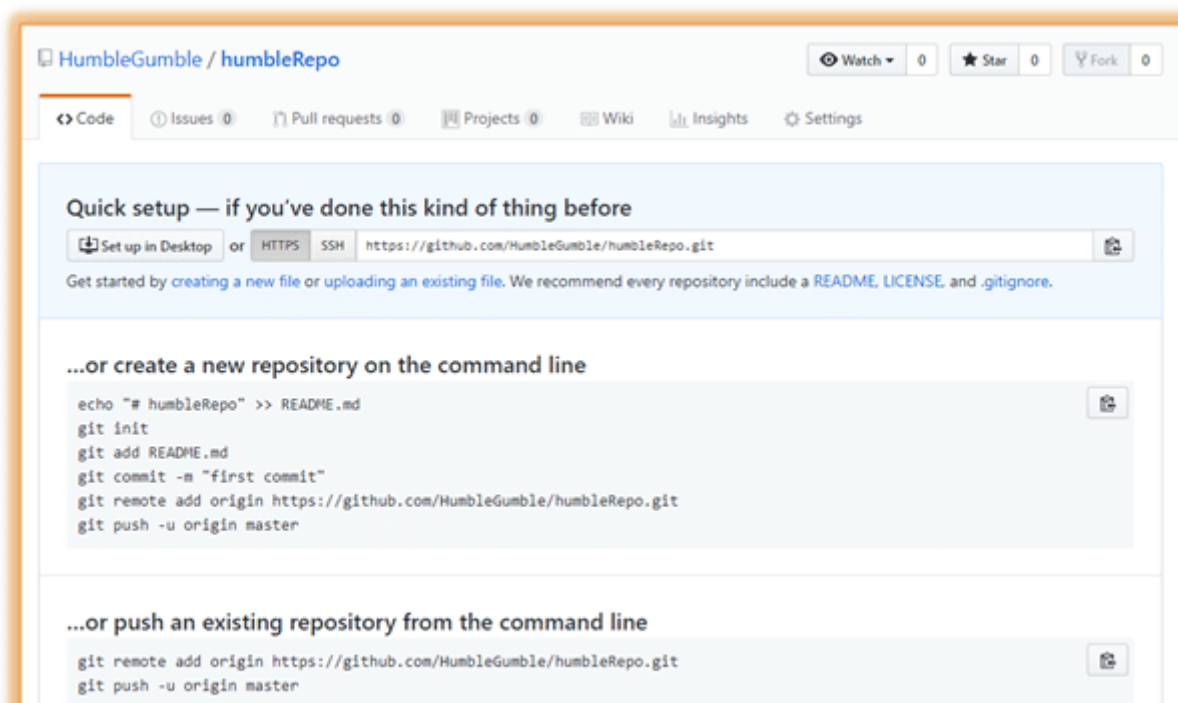 HumbleGumble / humbleRepo
Watch 0 Star 0 Fork 0
Code Issues 0 Pull requests 0 Projects 0 Wiki Insights Settings
Quick setup — if you've done this kind of thing before
Set up in Desktop or HTTPS SSH https://github.com/HumbleGumble/humbleRepo.git
Get started by creating a new file or uploading an existing file. We recommend every repository include a README, LICENSE, and .gitignore.
...or create a new repository on the command line
echo "# humbleRepo" >> README.md
git init
git add README.md
git commit -m "first commit"
git remote add origin https://github.com/HumbleGumble/humbleRepo.git
git push -u origin master
...or push an existing repository from the command line
git remote add origin https://github.com/HumbleGumble/humbleRepo.git
git push -u origin master